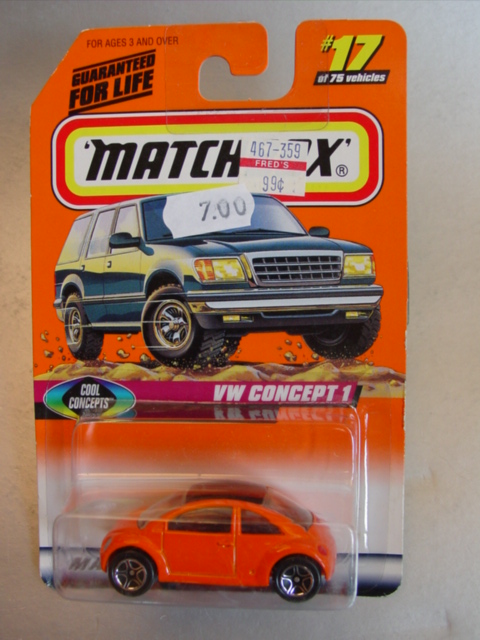 FOR AGES 3 AND OVER
GUARANTEED
FOR LIFE
#17
of 75 vehicles
'MATCH X'®
467-359
FRED'S
99¢
7.00
COOL
CONCEPTS
VW CONCEPT 1